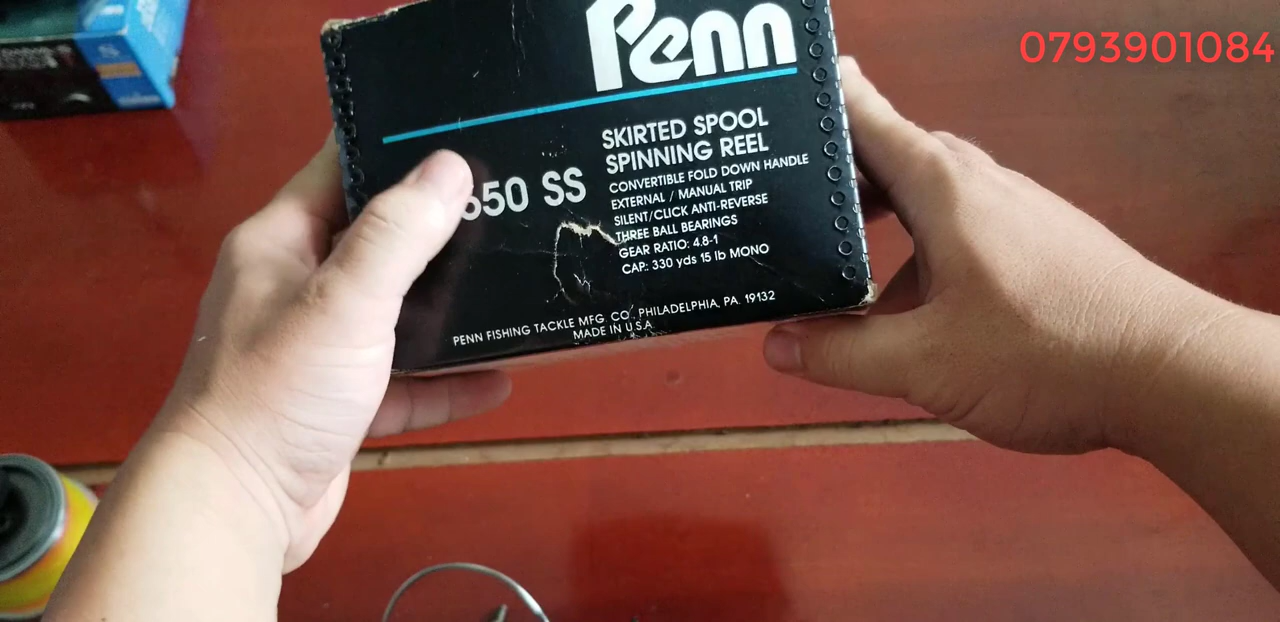 0793901084
Penn
SKIRTED SPOOL
SPINNING REEL
650 SS
CONVERTIBLE FOLD DOWN HANDLE
EXTERNAL / MANUAL TRIP
SILENT/CLICK ANTI-REVERSE
THREE BALL BEARINGS
GEAR RATIO: 4.8-1
CAP.: 330 yds 15 lb MONO
PENN FISHING TACKLE MFG. CO., PHILADELPHIA, PA. 19132
MADE IN U.S.A.